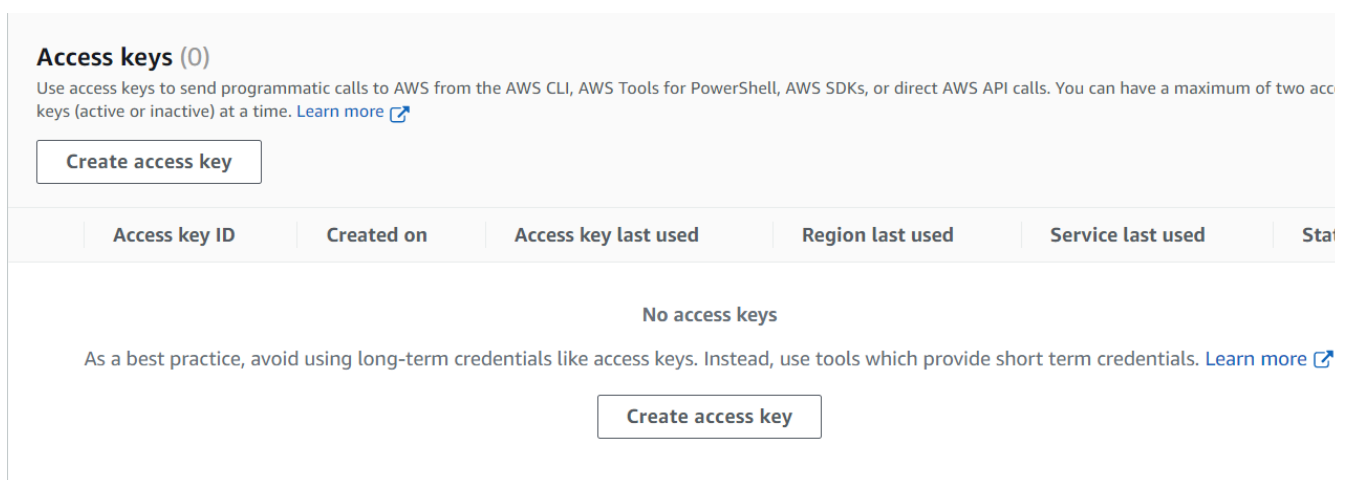 Access keys (0)
Use access keys to send programmatic calls to AWS from the AWS CLI, AWS Tools for PowerShell, AWS SDKs, or direct AWS API calls. You can have a maximum of two
keys (active or inactive) at a time. Learn more
Create access key
Access key ID Created on Access key last used Region last used Service last used
No access keys
As a best practice, avoid using long-term credentials like access keys. Instead, use tools which provide short term credentials. Learn more
Create access key